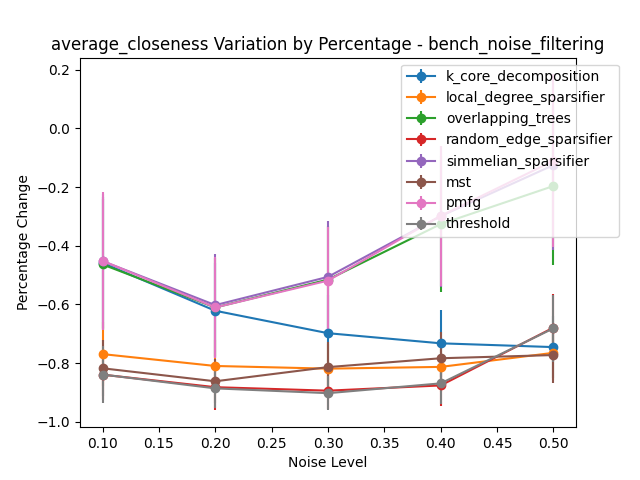 average_closeness Variation by Percentage - bench_noise_filtering
Percentage Change
0.2
0.0
−0.2
−0.4
−0.6
−0.8
−1.0
k_core_decomposition
local_degree_sparsifier
overlapping_trees
random_edge_sparsifier
simmelian_sparsifier
mst
pmfg
threshold
0.10 0.15 0.20 0.25 0.30 0.35 0.40 0.45 0.50
Noise Level